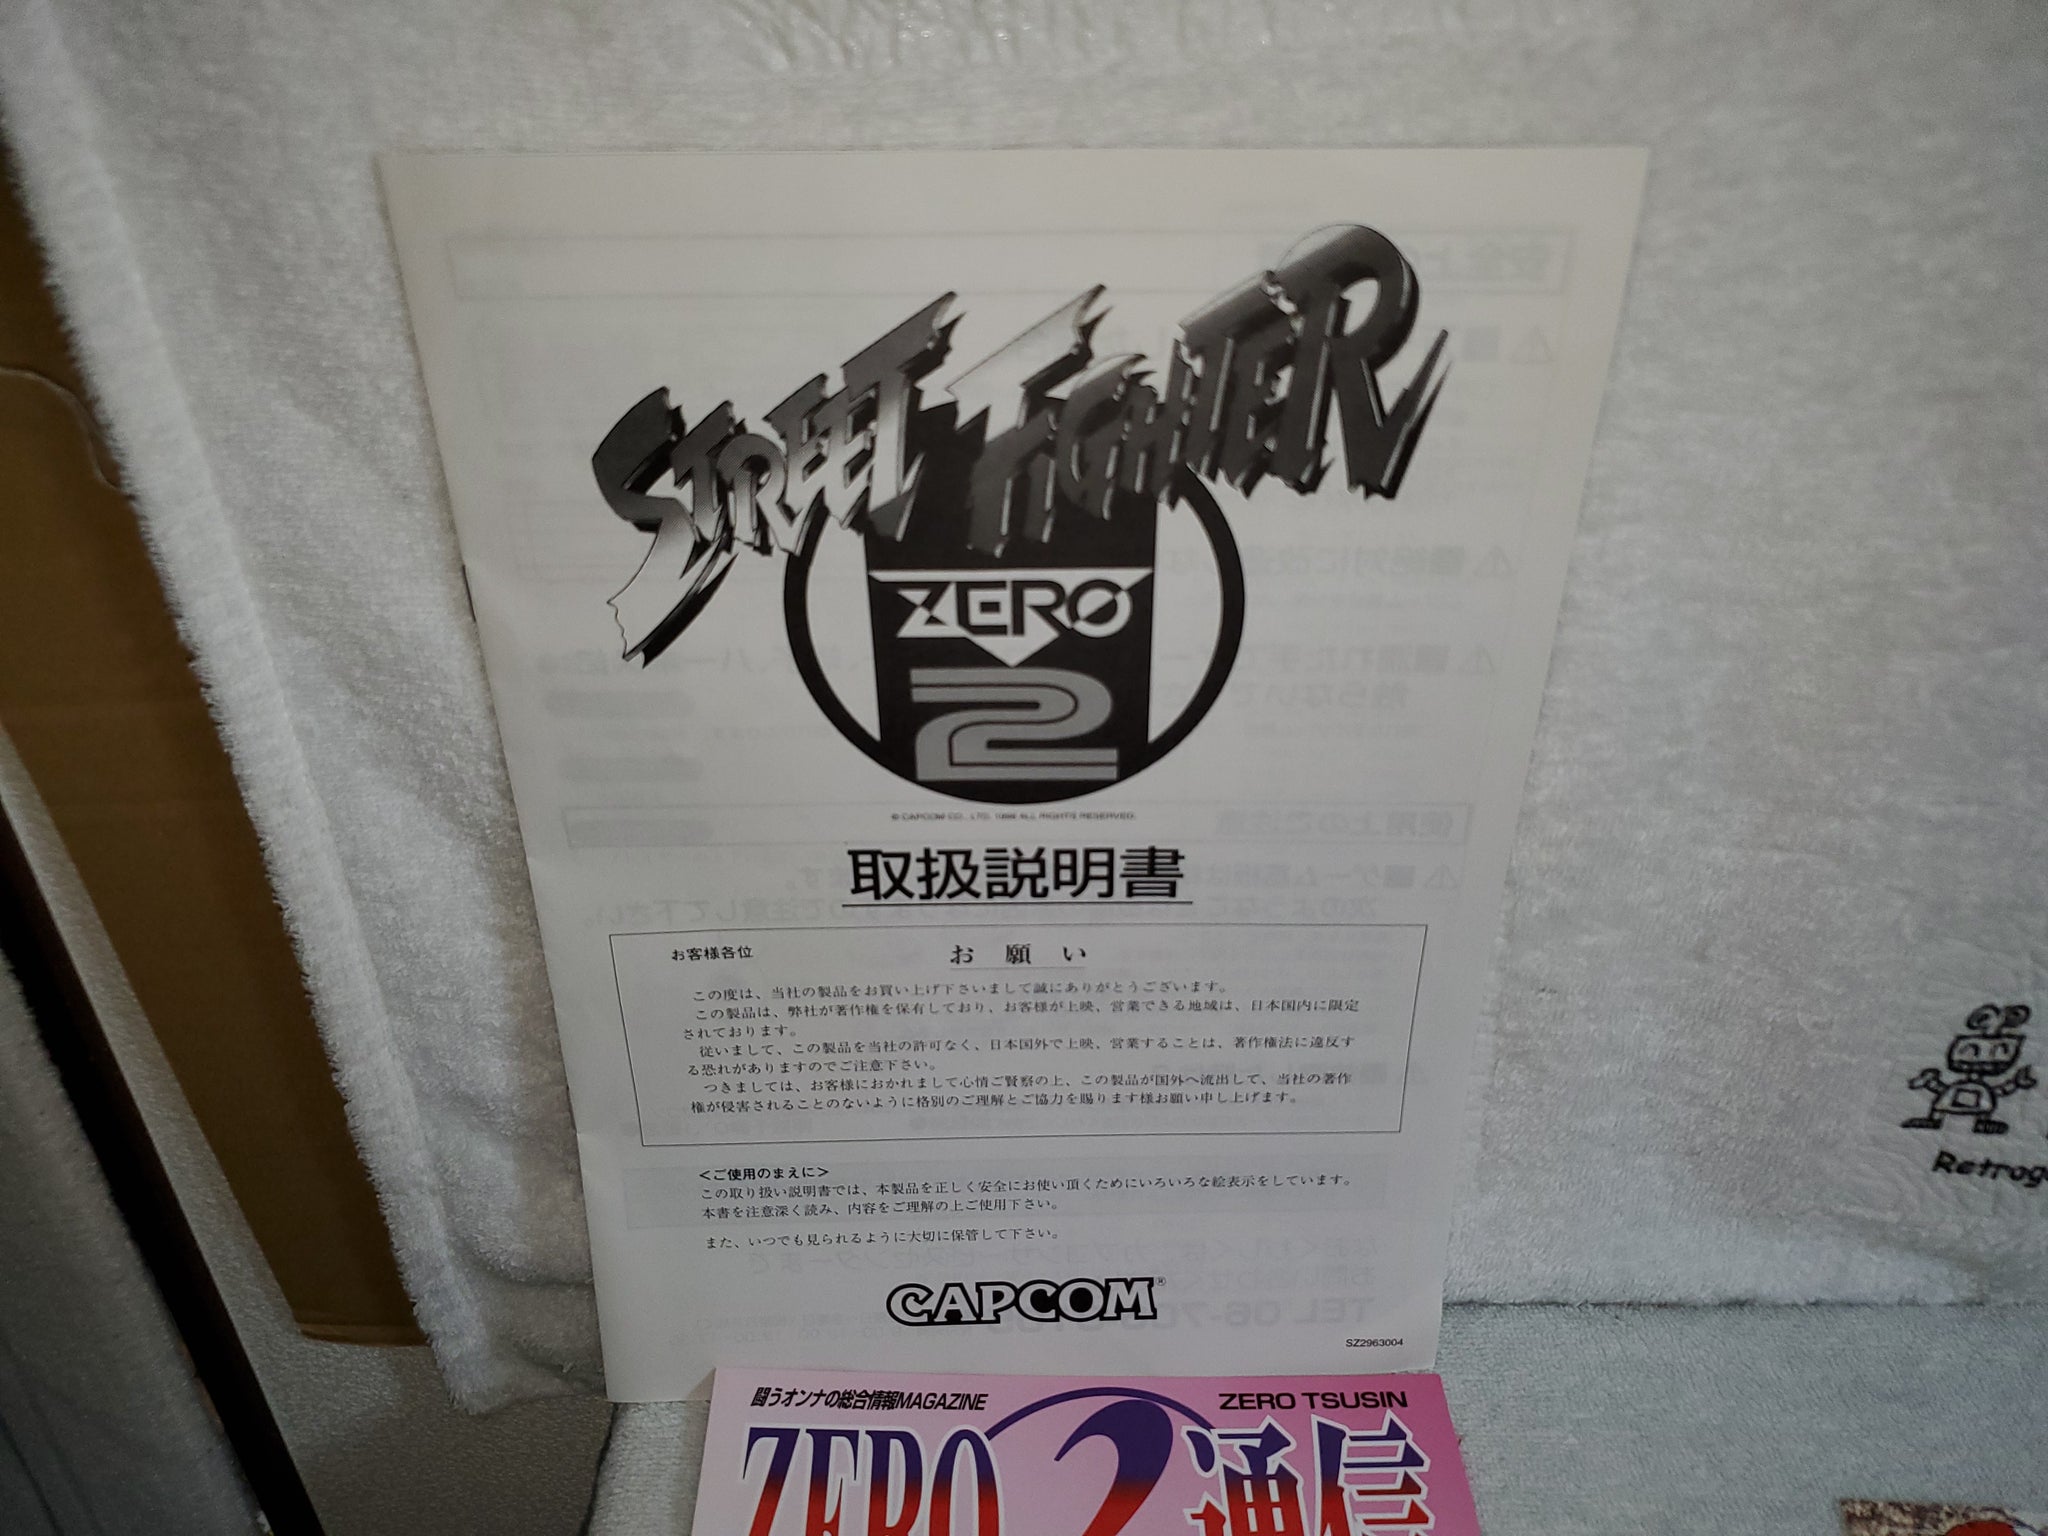 STREET FIGHTER
ZERO
2
© CAPCOM CO., LTD. 1996 ALL RIGHTS RESERVED.
取扱説明書
お客様各位
お願い
この度は、当社の製品をお買い上げ下さいまして誠にありがとうございます。
この製品は、弊社が著作権を保有しており、お客様が上映、営業できる地域は、日本国内に限定
されております。
従いまして、この製品を当社の許可なく、日本国外で上映、営業することは、著作権法に違反す
る恐れがありますのでご注意下さい。
つきましては、お客様におかれまして心情ご賢察の上、この製品が国外へ流出して、当社の著作
権が侵害されることのないように格別のご理解とご協力を賜ります様お願い申し上げます。
<ご使用のまえに>
この取り扱い説明書では、本製品を正しく安全にお使い頂くためにいろいろな絵表示をしています。
本書を注意深く読み、内容をご理解の上ご使用下さい。
また、いつでも見られるように大切に保管して下さい。
CAPCOM®
SZ2963004
闘うオンナの総合情報MAGAZINE
ZERO TSUSIN
ZERO 2 通信